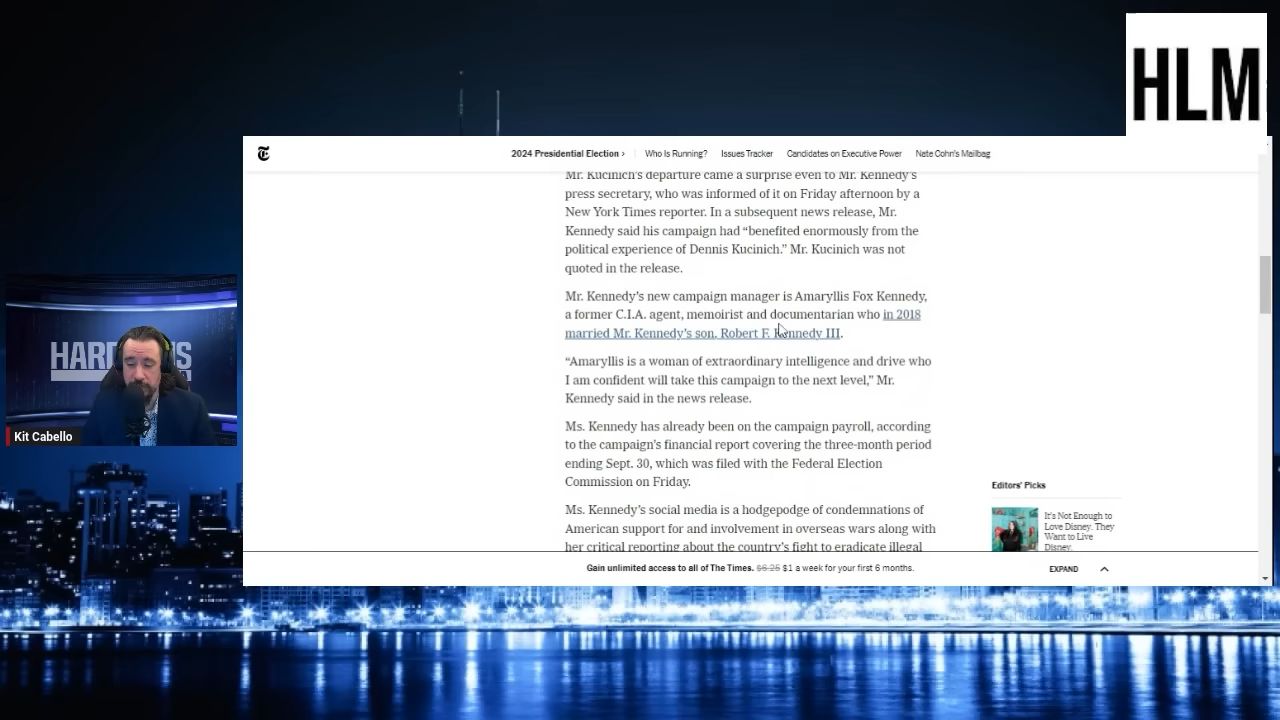 HLM
2024 Presidential Election › Who Is Running? Issues Tracker Candidates on Executive Power Nate Cohn's Mailbag
Mr. Kucinich's departure came a surprise even to Mr. Kennedy's
press secretary, who was informed of it on Friday afternoon by a
New York Times reporter. In a subsequent news release, Mr.
Kennedy said his campaign had “benefited enormously from the
political experience of Dennis Kucinich.” Mr. Kucinich was not
quoted in the release.
Mr. Kennedy's new campaign manager is Amaryllis Fox Kennedy,
a former C.I.A. agent, memoirist and documentarian who in 2018
married Mr. Kennedy's son, Robert F. Kennedy III.
“Amaryllis is a woman of extraordinary intelligence and drive who
I am confident will take this campaign to the next level,” Mr.
Kennedy said in the news release.
Ms. Kennedy has already been on the campaign payroll, according
to the campaign's financial report covering the three-month period
ending Sept. 30, which was filed with the Federal Election
Commission on Friday.
Ms. Kennedy's social media is a hodgepodge of condemnations of
American support for and involvement in overseas wars along with
her critical reporting about the country's fight to eradicate illegal
Editors' Picks
It's Not Enough to
Love Disney. They
Want to Live
Disney.
Gain unlimited access to all of The Times. $6.25 $1 a week for your first 6 months.
EXPAND
Kit Cabello